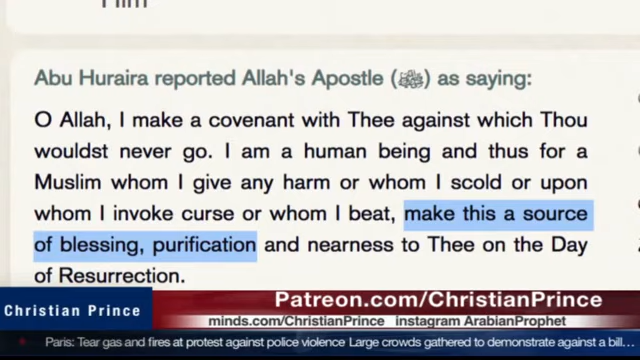 Him
Abu Huraira reported Allah's Apostle (ﷺ) as saying:
O Allah, I make a covenant with Thee against which Thou
wouldst never go. I am a human being and thus for a
Muslim whom I give any harm or whom I scold or upon
whom I invoke curse or whom I beat, make this a source
of blessing, purification and nearness to Thee on the Day
of Resurrection.
Christian Prince
Patreon.com/ChristianPrince
minds.com/ChristianPrince instagram ArabianProphet
Paris: Tear gas and fires at protest against police violence Large crowds gathered to demonstrate against a bill…